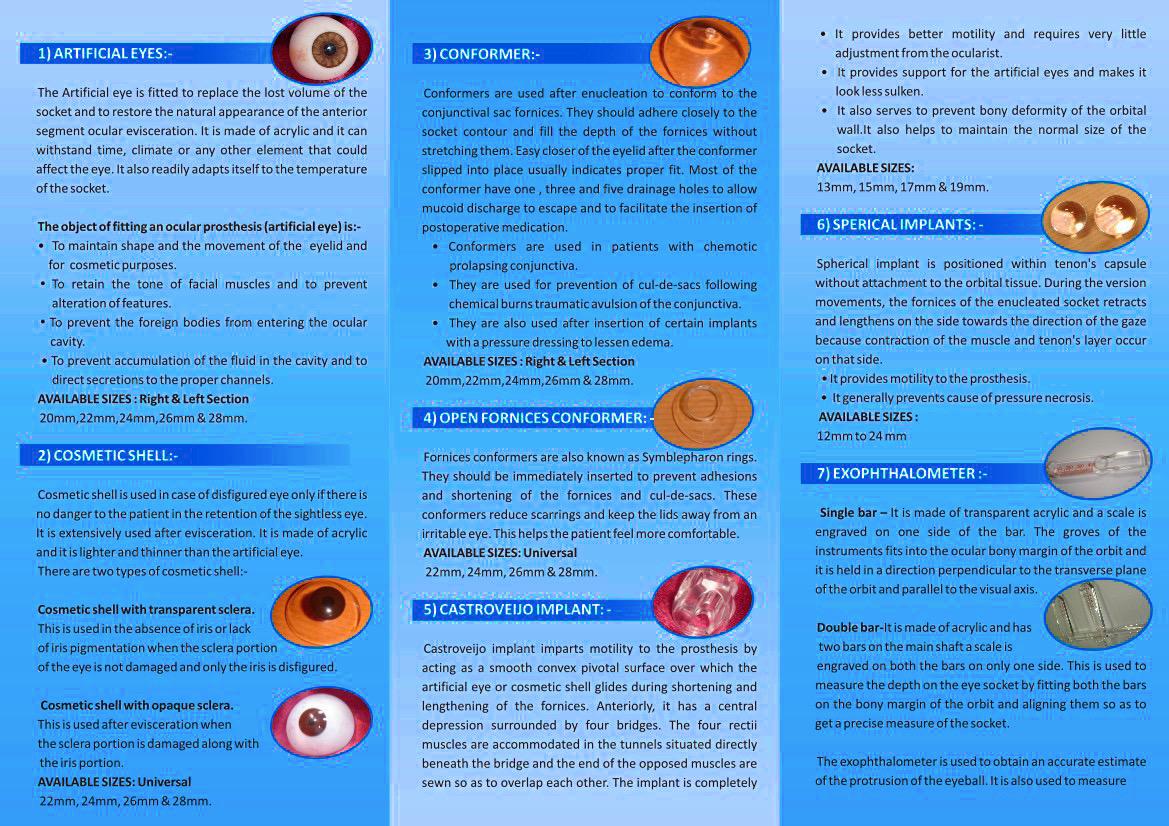 1) ARTIFICIAL EYES:-
The Artificial eye is fitted to replace the lost volume of the
socket and to restore the natural appearance of the anterior
segment ocular evisceration. It is made of acrylic and it can
withstand time, climate or any other element that could
affect the eye. It also readily adapts itself to the temperature
of the socket.
The object of fitting an ocular prosthesis (artificial eye) is:-
• To maintain shape and the movement of the eyelid and
for cosmetic purposes.
• To retain the tone of facial muscles and to prevent
alteration of features.
• To prevent the foreign bodies from entering the ocular
cavity.
• To prevent accumulation of the fluid in the cavity and to
direct secretions to the proper channels.
AVAILABLE SIZES : Right & Left Section
20mm,22mm,24mm,26mm & 28mm.
2) COSMETIC SHELL:-
Cosmetic shell is used in case of disfigured eye only if there is
no danger to the patient in the retention of the sightless eye.
It is extensively used after evisceration. It is made of acrylic
and it is lighter and thinner than the artificial eye.
There are two types of cosmetic shell:-
Cosmetic shell with transparent sclera.
This is used in the absence of iris or lack
of iris pigmentation when the sclera portion
of the eye is not damaged and only the iris is disfigured.
Cosmetic shell with opaque sclera.
This is used after evisceration when
the sclera portion is damaged along with
the iris portion.
AVAILABLE SIZES: Universal
22mm, 24mm, 26mm & 28mm.
3) CONFORMER:-
Conformers are used after enucleation to conform to the
conjunctival sac fornices. They should adhere closely to the
socket contour and fill the depth of the fornices without
stretching them. Easy closer of the eyelid after the conformer
slipped into place usually indicates proper fit. Most of the
conformer have one , three and five drainage holes to allow
mucoid discharge to escape and to facilitate the insertion of
postoperative medication.
• Conformers are used in patients with chemotic
prolapsing conjunctiva.
• They are used for prevention of cul-de-sacs following
chemical burns traumatic avulsion of the conjunctiva.
• They are also used after insertion of certain implants
with a pressure dressing to lessen edema.
AVAILABLE SIZES : Right & Left Section
20mm,22mm,24mm,26mm & 28mm.
4) OPEN FORNICES CONFORMER: -
Fornices conformers are also known as Symblepharon rings.
They should be immediately inserted to prevent adhesions
and shortening of the fornices and cul-de-sacs. These
conformers reduce scarrings and keep the lids away from an
irritable eye. This helps the patient feel more comfortable.
AVAILABLE SIZES: Universal
22mm, 24mm, 26mm & 28mm.
5) CASTROVEIJO IMPLANT: -
Castroveijo implant imparts motility to the prosthesis by
acting as a smooth convex pivotal surface over which the
artificial eye or cosmetic shell glides during shortening and
lengthening of the fornices. Anteriorly, it has a central
depression surrounded by four bridges. The four rectii
muscles are accommodated in the tunnels situated directly
beneath the bridge and the end of the opposed muscles are
sewn so as to overlap each other. The implant is completely
• It provides better motility and requires very little
adjustment from the ocularist.
• It provides support for the artificial eyes and makes it
look less sulken.
• It also serves to prevent bony deformity of the orbital
wall.It also helps to maintain the normal size of the
socket.
AVAILABLE SIZES:
13mm, 15mm, 17mm & 19mm.
6) SPERICAL IMPLANTS: -
Spherical implant is positioned within tenon's capsule
without attachment to the orbital tissue. During the version
movements, the fornices of the enucleated socket retracts
and lengthens on the side towards the direction of the gaze
because contraction of the muscle and tenon's layer occur
on that side.
• It provides motility to the prosthesis.
• It generally prevents cause of pressure necrosis.
AVAILABLE SIZES :
12mm to 24 mm
7) EXOPHTHALOMETER :-
Single bar – It is made of transparent acrylic and a scale is
engraved on one side of the bar. The groves of the
instruments fits into the ocular bony margin of the orbit and
it is held in a direction perpendicular to the transverse plane
of the orbit and parallel to the visual axis.
Double bar-It is made of acrylic and has
two bars on the main shaft a scale is
engraved on both the bars on only one side. This is used to
measure the depth on the eye socket by fitting both the bars
on the bony margin of the orbit and aligning them so as to
get a precise measure of the socket.
The exophthalometer is used to obtain an accurate estimate
of the protrusion of the eyeball. It is also used to measure